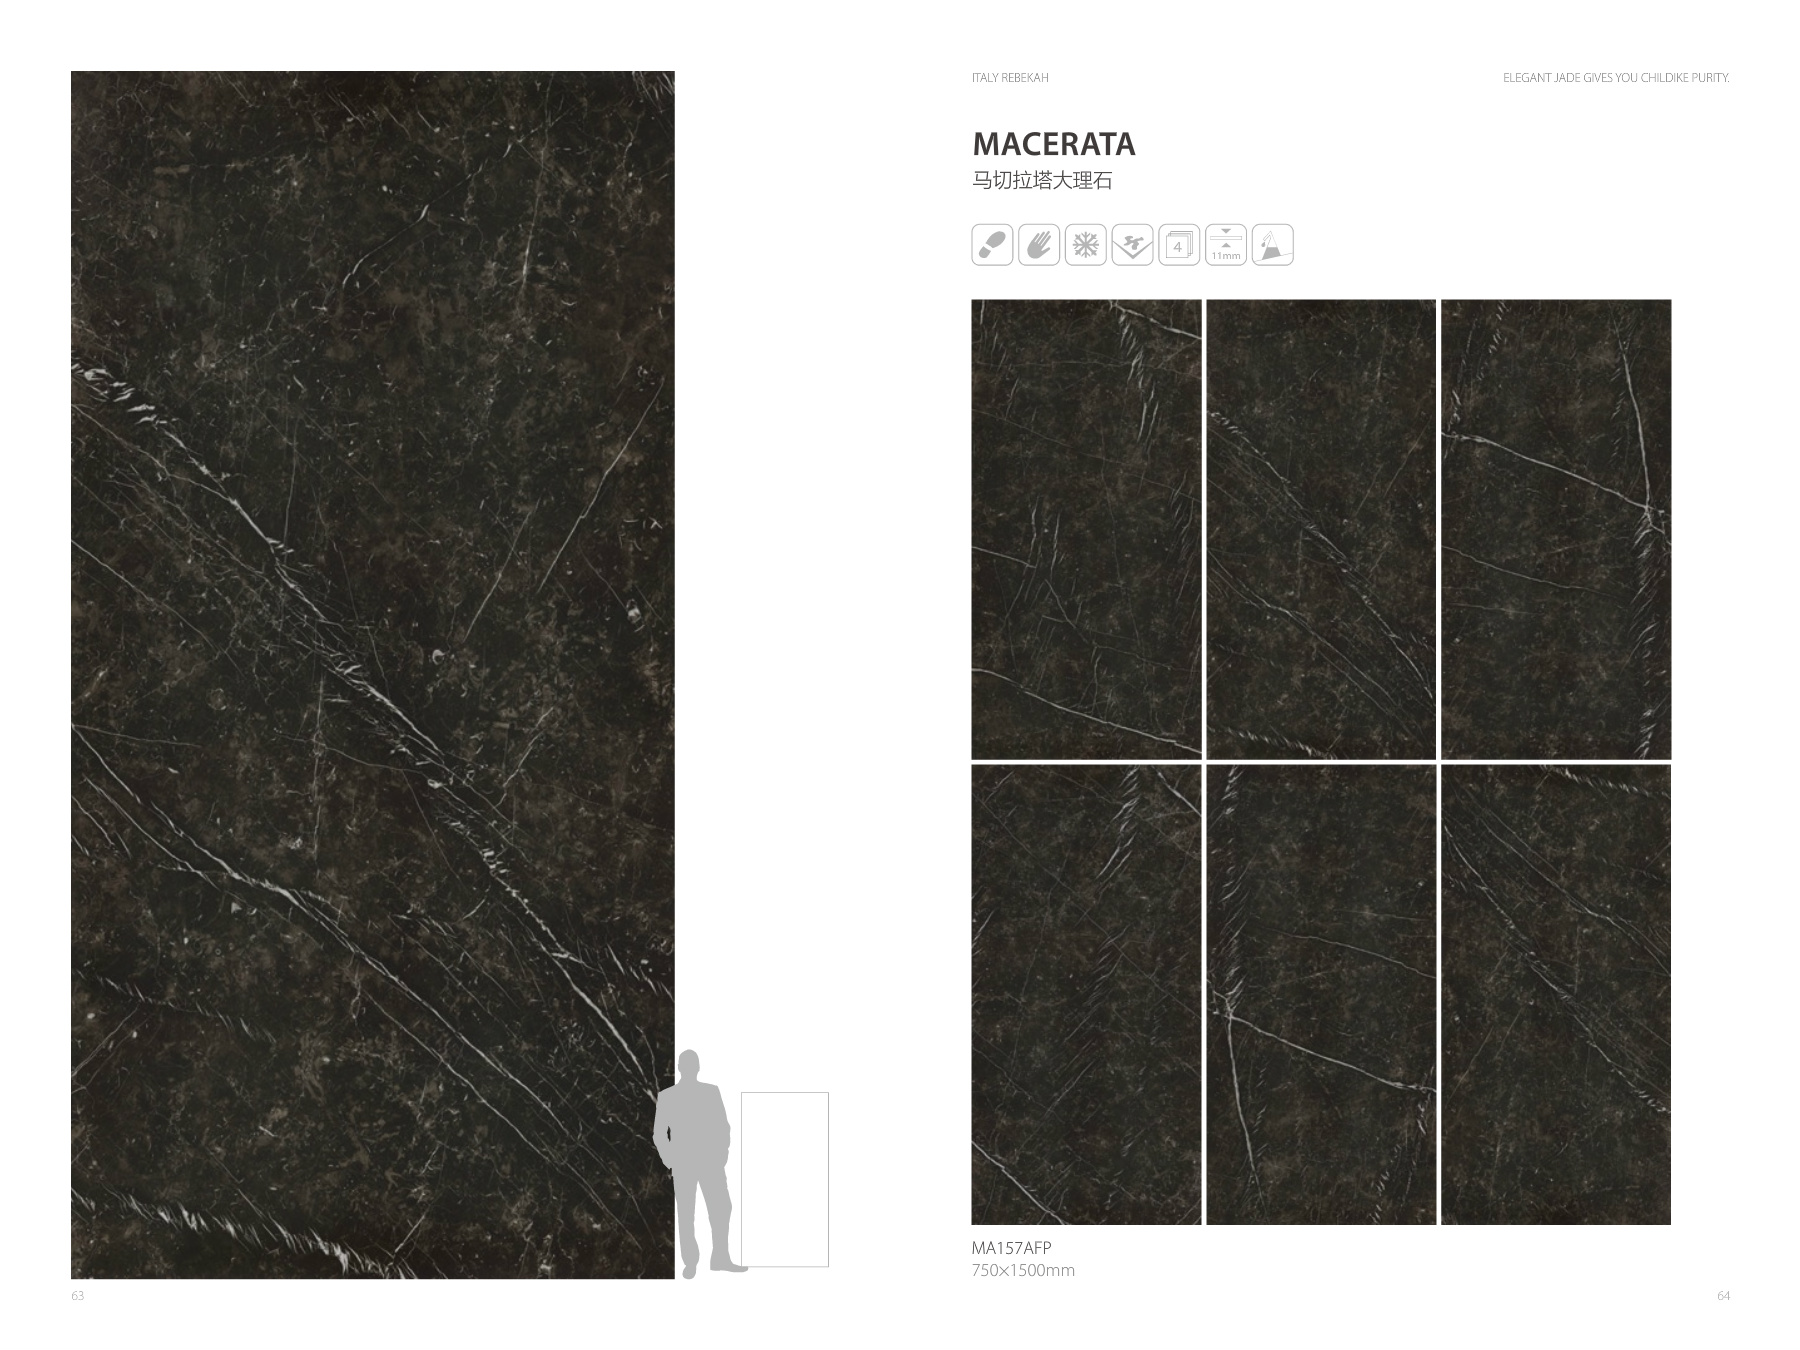 ITALY REBEKAH
ELEGANT JADE GIVES YOU CHILDIKE PURITY.
MACERATA
马切拉塔大理石
4
11mm
MA157AFP
750×1500mm
63
64